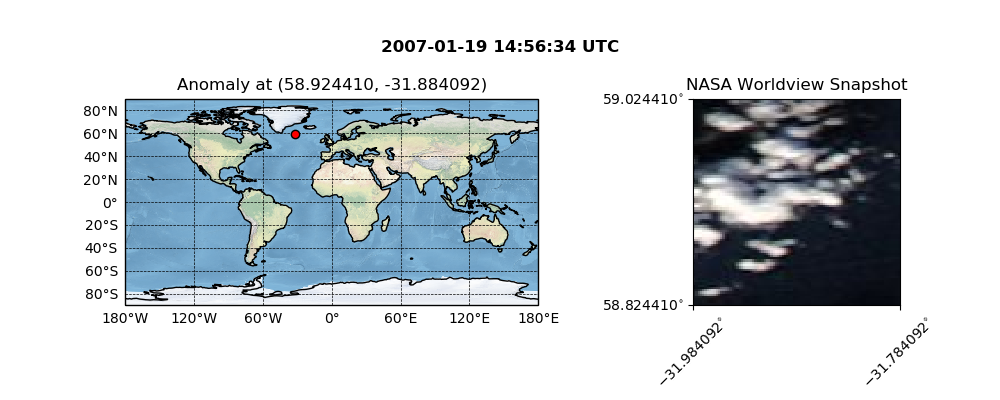 2007-01-19 14:56:34 UTC
Anomaly at (58.924410, -31.884092)
80°N
60°N
40°N
20°N
0°
20°S
40°S
60°S
80°S
180°W 120°W 60°W 0° 60°E 120°E 180°E
NASA Worldview Snapshot
59.024410°
58.824410°
−31.984092°
−31.784092°